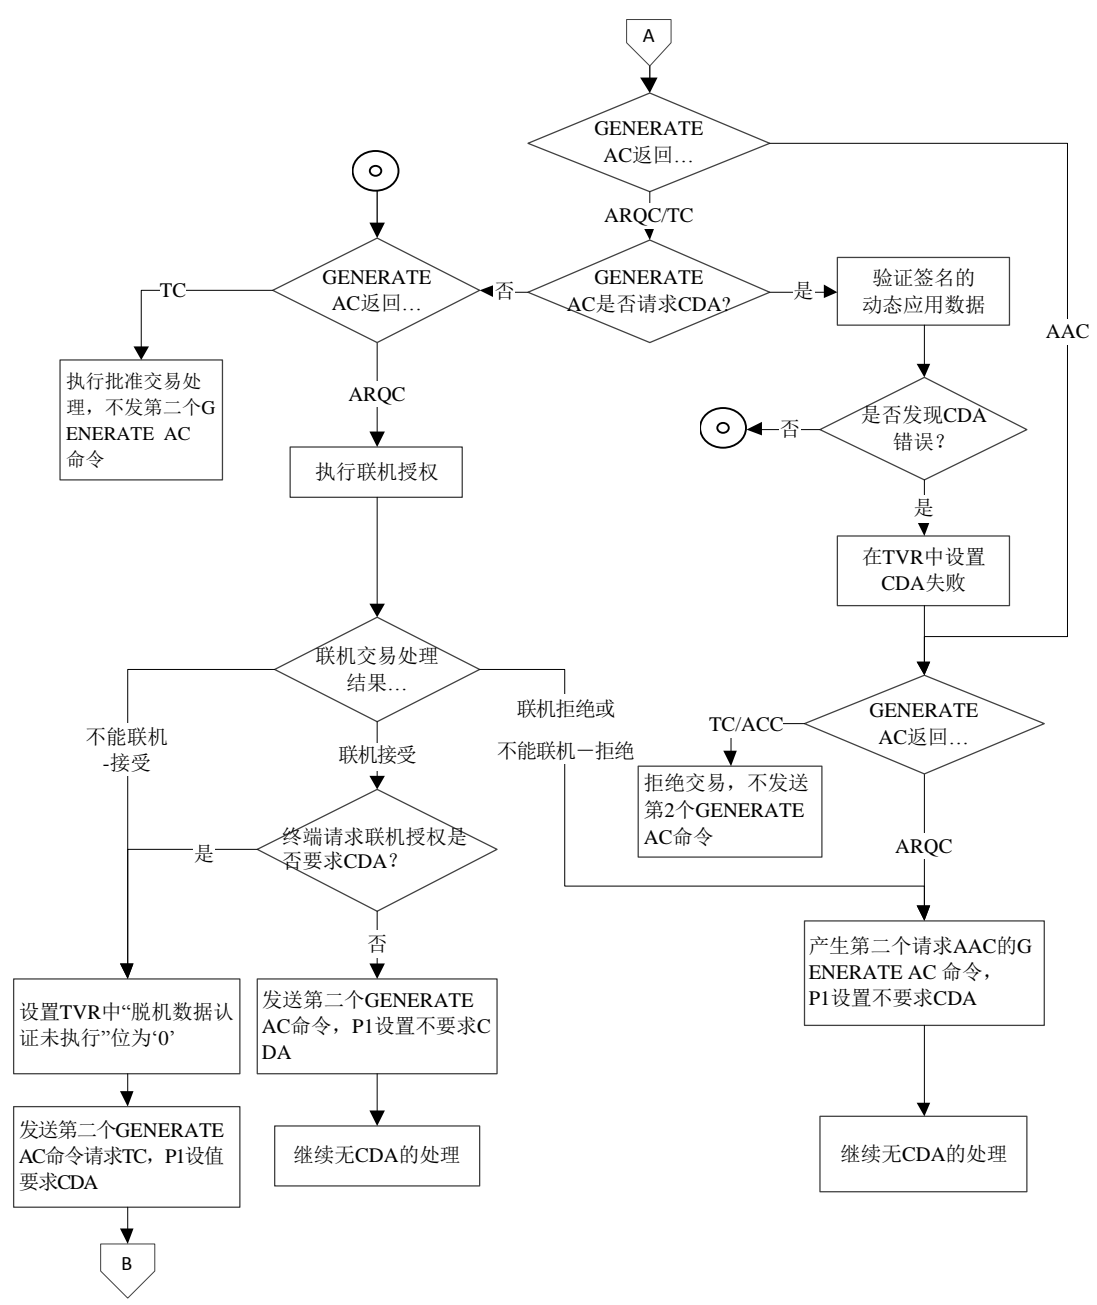 A
GENERATE
AC返回…
ARQC/TC
GENERATE
AC返回…
否
GENERATE
AC是否请求CDA?
是
验证签名的
动态应用数据
TC
AAC
执行批准交易处
理，不发第二个G
ENERATE AC
命令
ARQC
是否发现CDA
错误？
否
执行联机授权
是
在TVR中设置
CDA失败
联机交易处理
结果…
联机拒绝或
不能联机－拒绝
不能联机
-接受
联机接受
GENERATE
AC返回…
TC/ACC
拒绝交易，不发送
第2个GENERATE
AC命令
终端请求联机授权是
否要求CDA？
是
ARQC
否
产生第二个请求AAC的G
ENERATE AC 命令，
P1设置不要求CDA
设置TVR中“脱机数据认
证未执行”位为‘0’
发送第二个GENERATE
AC命令，P1设置不要求C
DA
发送第二个GENERATE
AC命令请求TC，P1设值
要求CDA
继续无CDA的处理
继续无CDA的处理
B